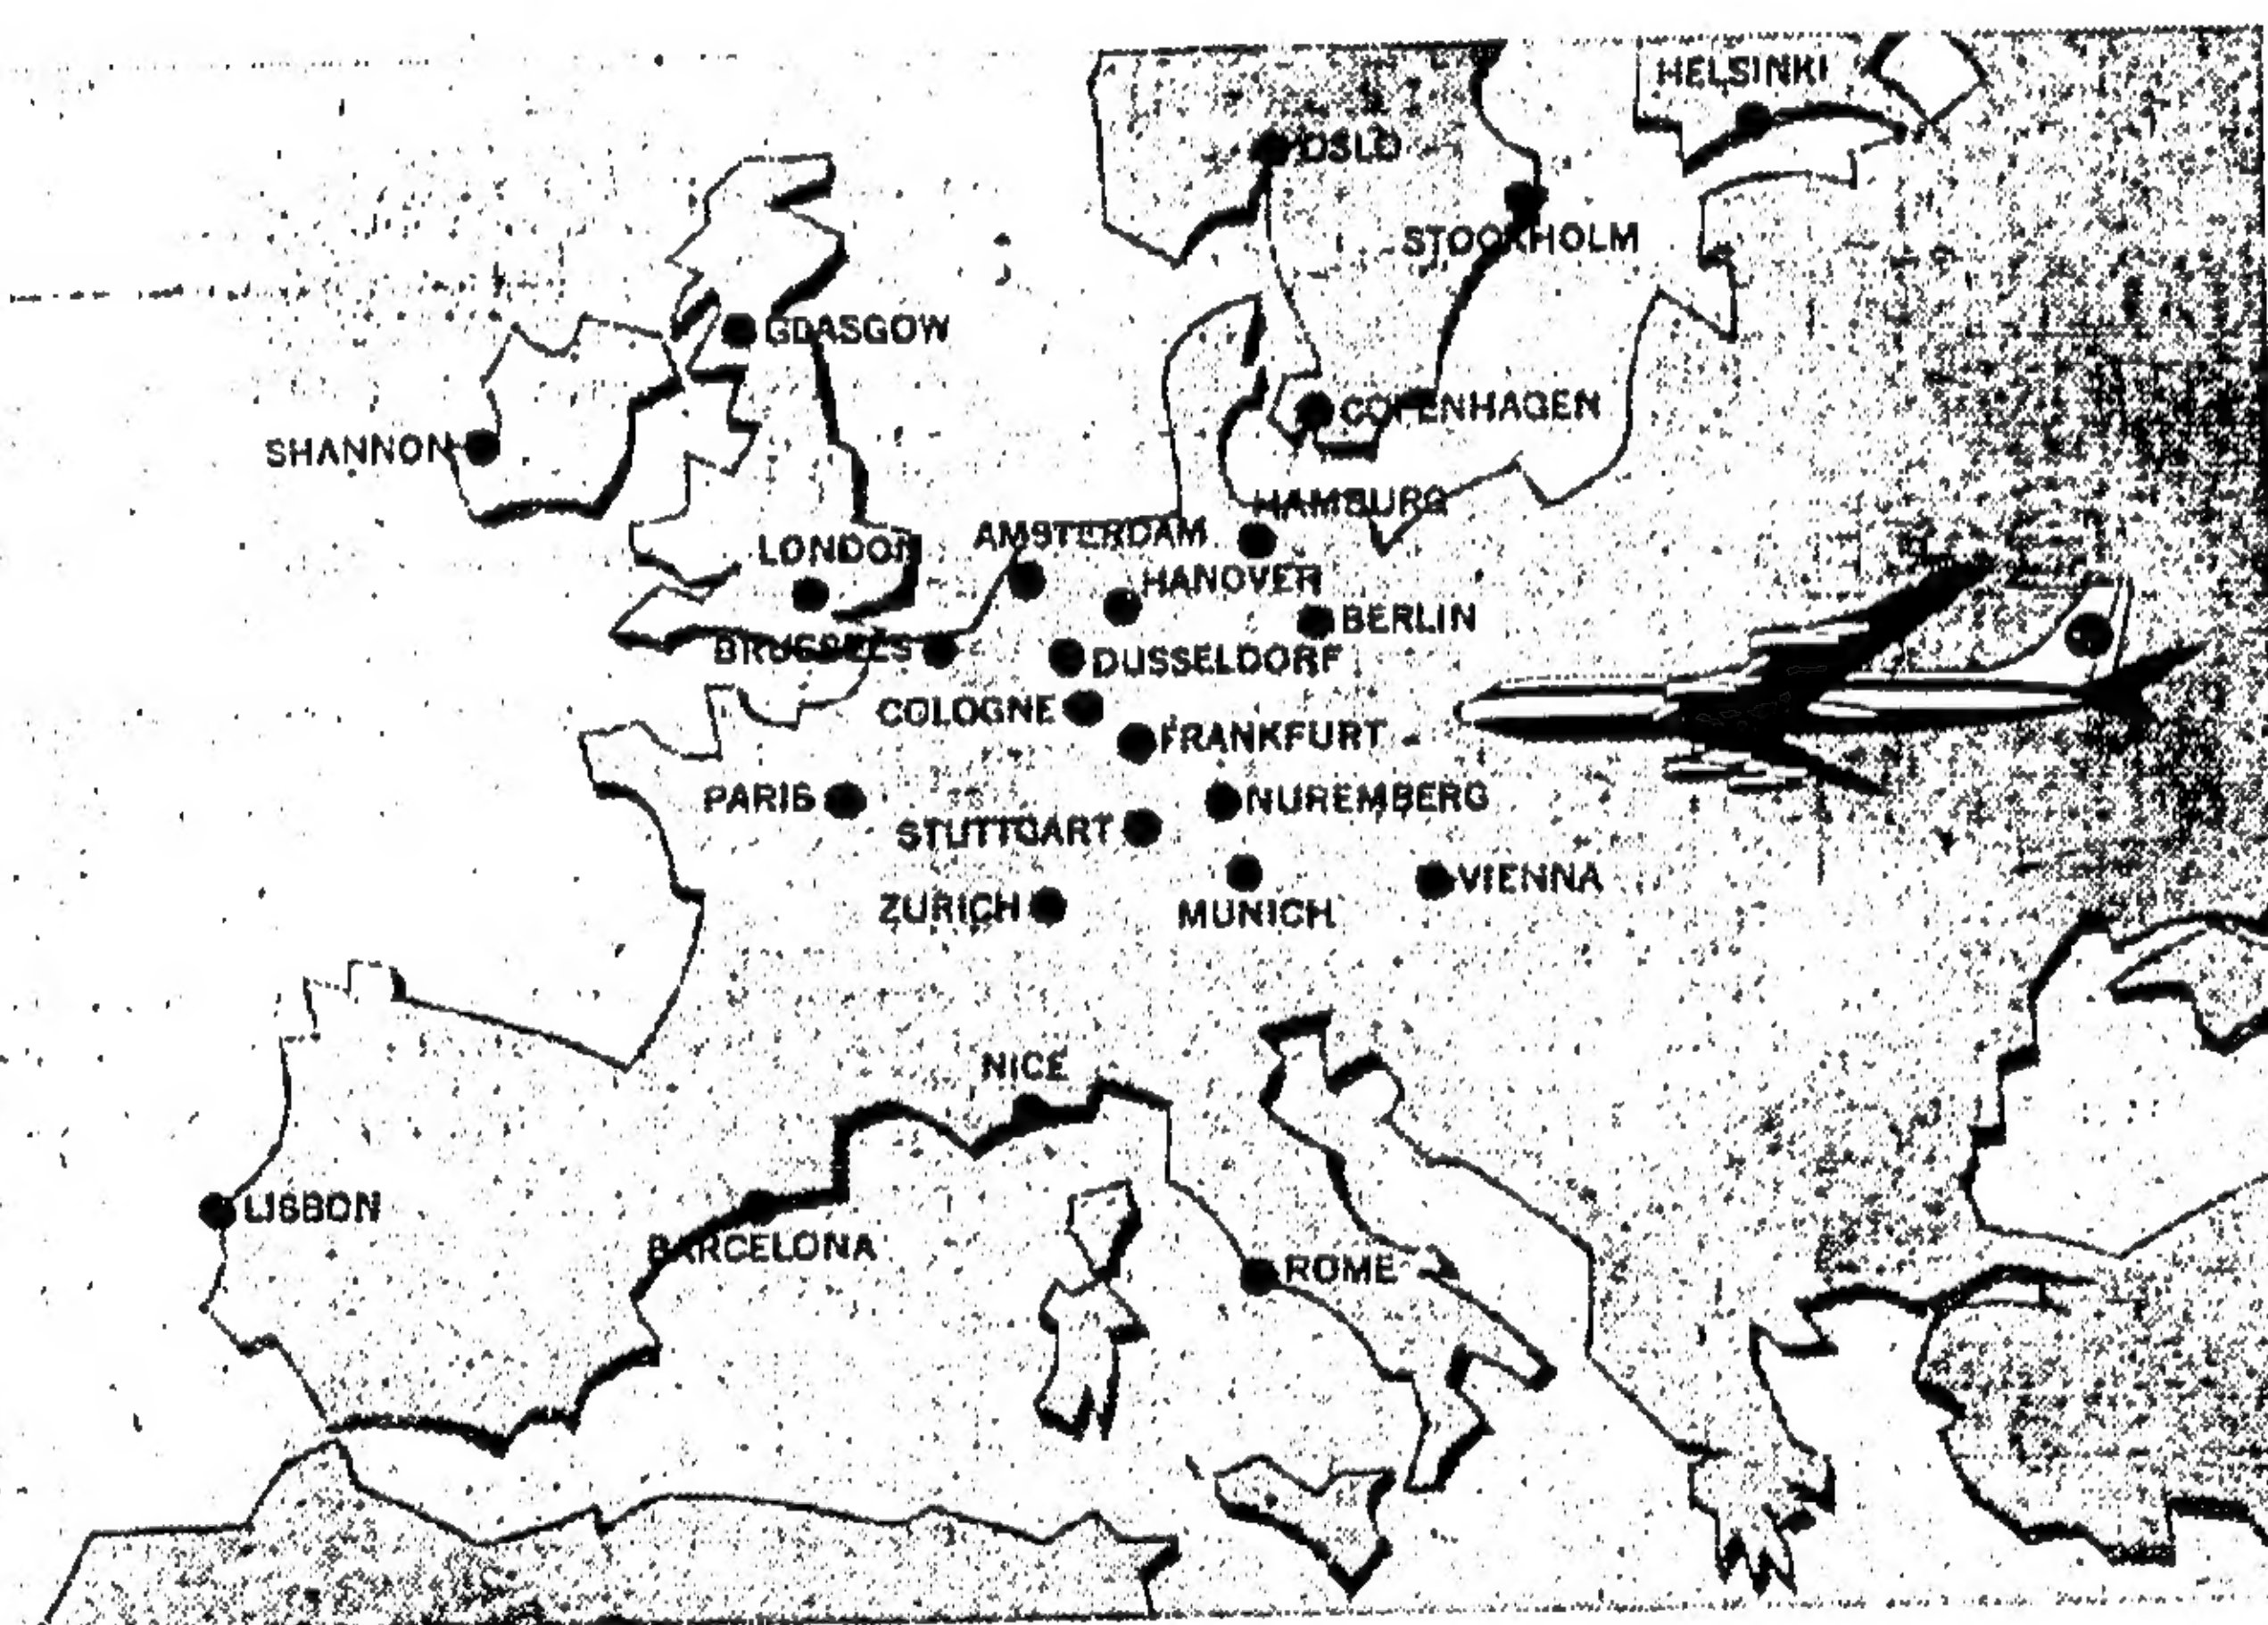 HELSINKI
OSLO
STOCKHOLM
GLASGOW
COPENHAGEN
SHANNON
HAMBURG
AMSTERDAM
LONDON
HANOVER
BERLIN
BRUSSELS
DUSSELDORF
COLOGNE
FRANKFURT
PARIS
NUREMBERG
STUTTGART
VIENNA
ZURICH
MUNICH
NICE
LISBON
BARCELONA
ROME